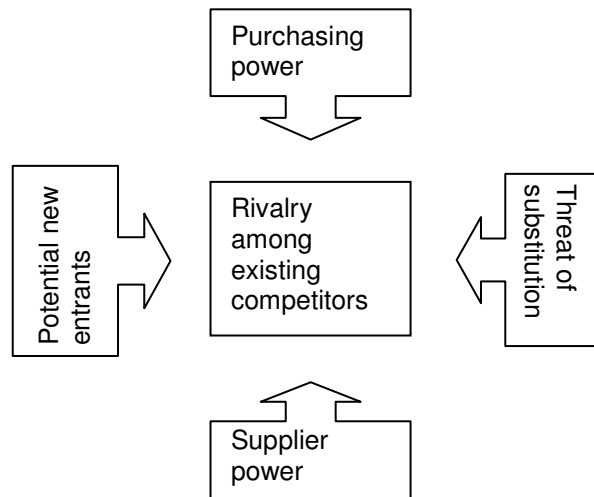 Purchasing
power
Potential new
entrants
Rivalry
among
existing
competitors
Threat of
substitution
Supplier
power